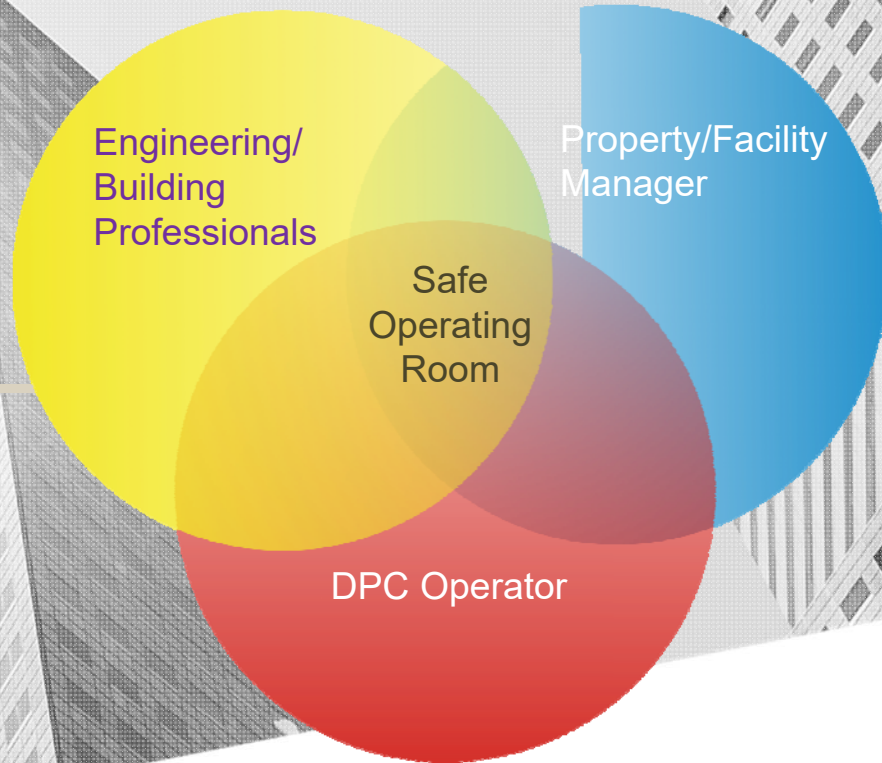 Engineering/
Building
Professionals
Property/Facility
Manager
Safe
Operating
Room
DPC Operator